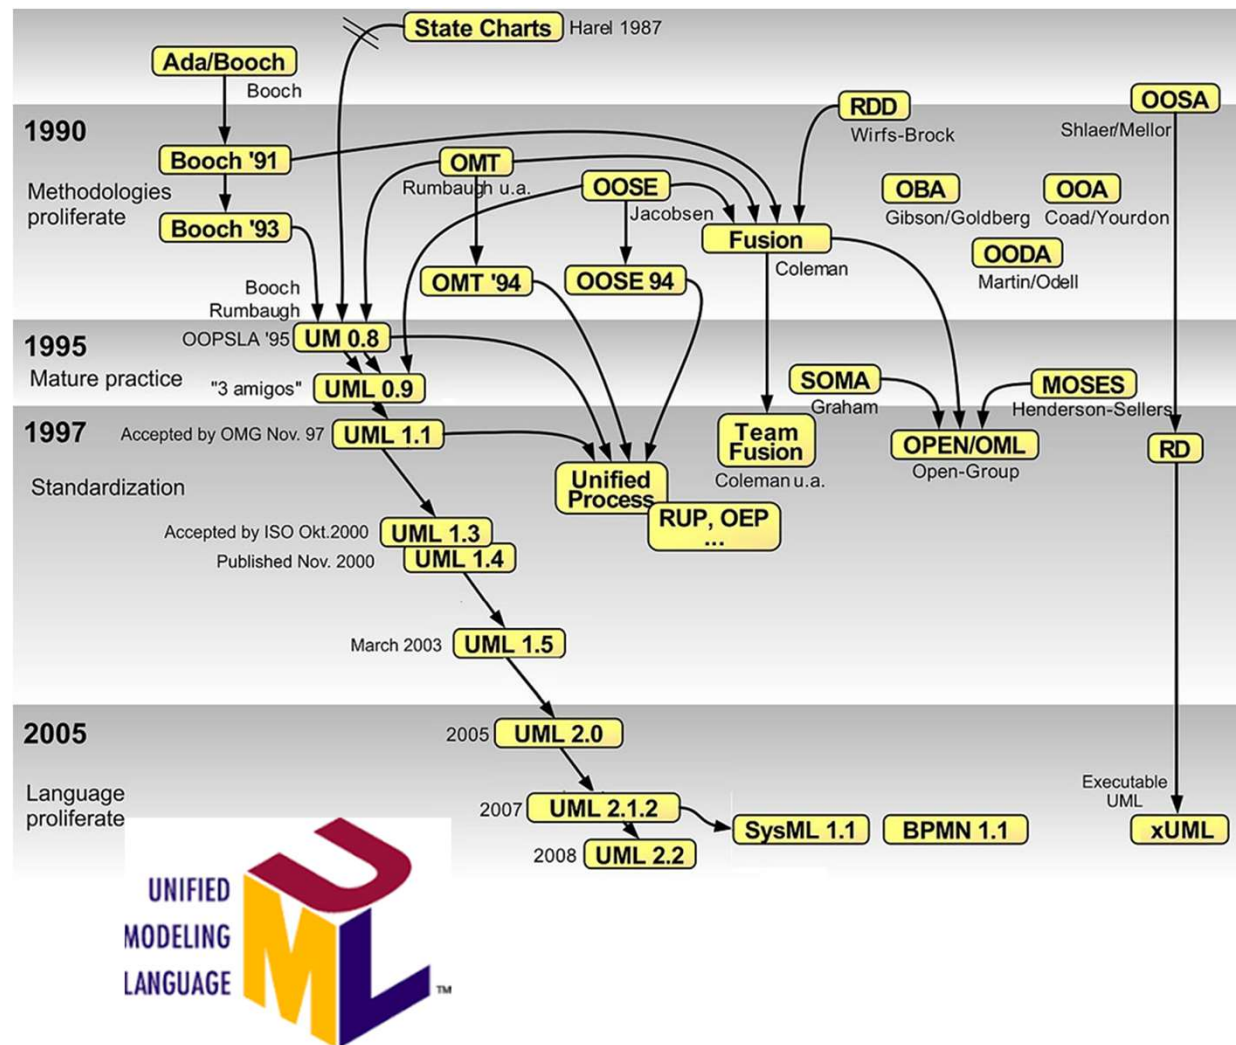 State Charts
Harel 1987
Ada/Booch
Booch
RDD
Wirfs-Brock
OOSA
Shlaer/Mellor
1990
Methodologies
proliferate
Booch '91
OMT
Rumbaugh u.a.
OOSE
Jacobsen
OBA
Gibson/Goldberg
OOA
Coad/Yourdon
Booch '93
Fusion
Coleman
OODA
Martin/Odell
OMT '94
OOSE 94
Booch
Rumbaugh
OOPSLA '95
UM 0.8
1995
Mature practice
"3 amigos"
UML 0.9
SOMA
Graham
MOSES
Henderson-Sellers
1997
Standardization
Accepted by OMG Nov. 97
UML 1.1
Team
Fusion
Coleman u.a.
OPEN/OML
Open-Group
RD
Unified
Process
RUP, OEP
...
Accepted by ISO Okt.2000
UML 1.3
Published Nov. 2000
UML 1.4
March 2003
UML 1.5
2005
Language
proliferate
2005
UML 2.0
2007
UML 2.1.2
2008
UML 2.2
SysML 1.1
BPMN 1.1
Executable
UML
xUML
UNIFIED
MODELING
LANGUAGE
UML
™